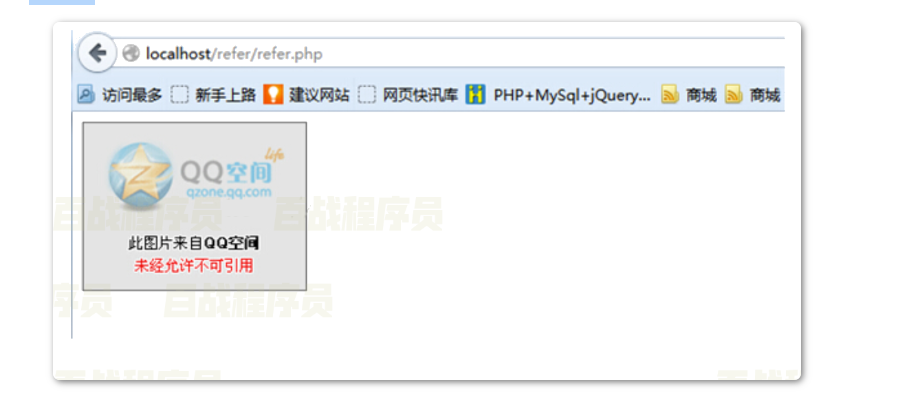 localhost/refer/refer.php
访问最多 新手上路 建议网站 网页快讯库 PHP+MySql+jQuery... 商城 商城
life
QQ空间
qzone.qq.com
此图片来自QQ空间
未经允许不可引用
百战程序员 百战程序员
序员 百战程序员